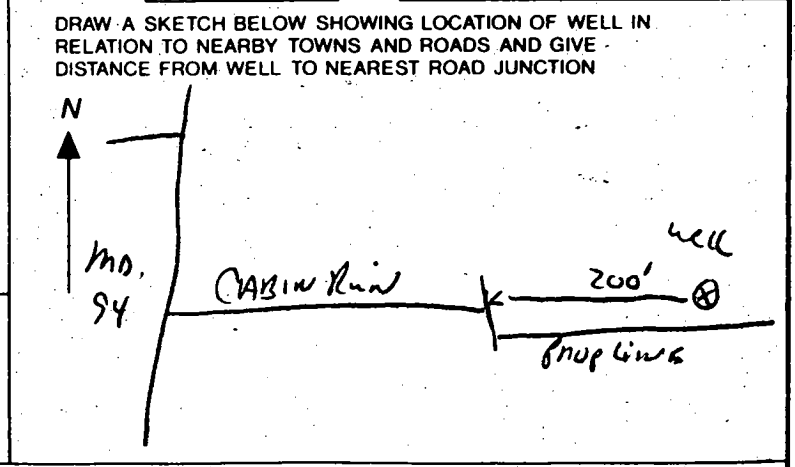 DRAW A SKETCH BELOW SHOWING LOCATION OF WELL IN
RELATION TO NEARBY TOWNS AND ROADS AND GIVE
DISTANCE FROM WELL TO NEAREST ROAD JUNCTION
N
well
MD.
94
CABIN Run
200'
Prop Line